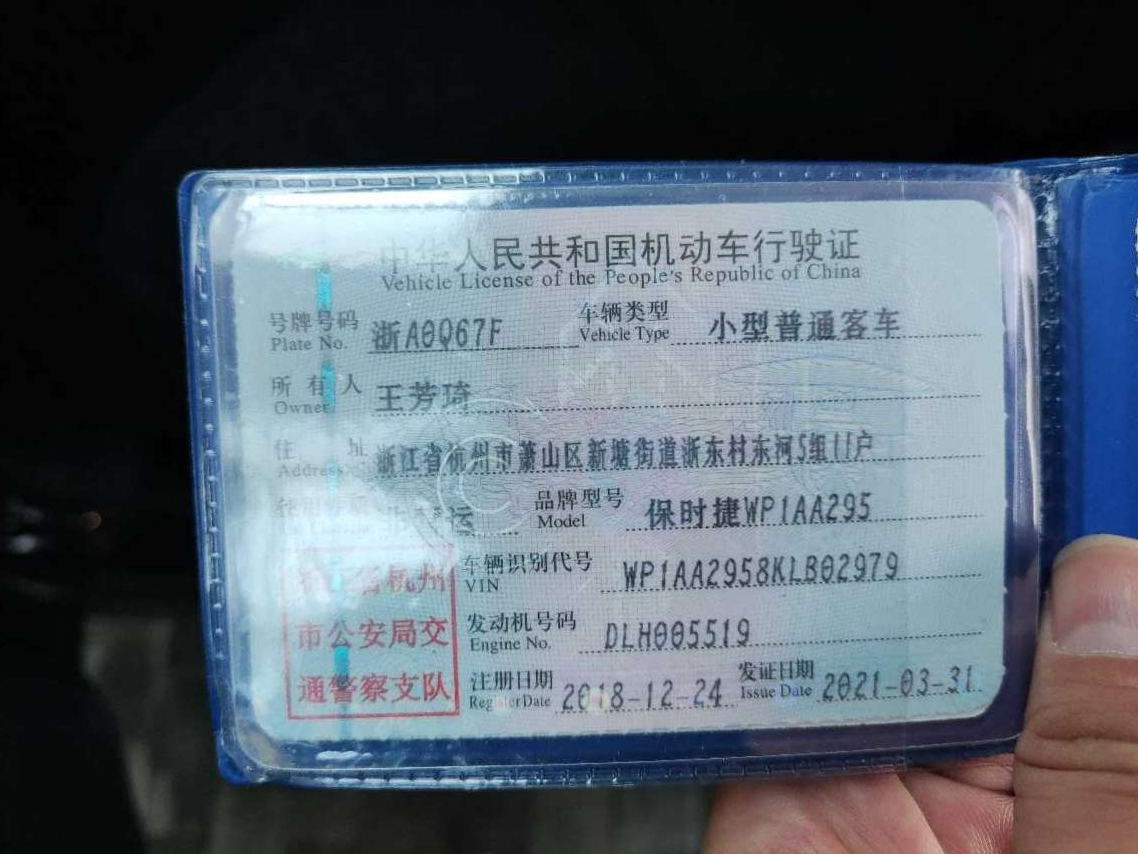 中华人民共和国机动车行驶证
Vehicle License of the People's Republic of China
号牌号码 浙A0Q67F 车辆类型 小型普通客车
Plate No. Vehicle Type
所有人 王芳琦
Owner
住址 浙江省杭州市萧山区新塘街道浙东村东河5组11户
Address
运 品牌型号 保时捷WP1AA295
Model
车辆识别代号 WP1AA2958KLB02979
VIN
发动机号码 DLH005519
Engine No.
注册日期 2018-12-24 发证日期 2021-03-31
Register Date Issue Date
省杭州
市公安局交
通警察支队